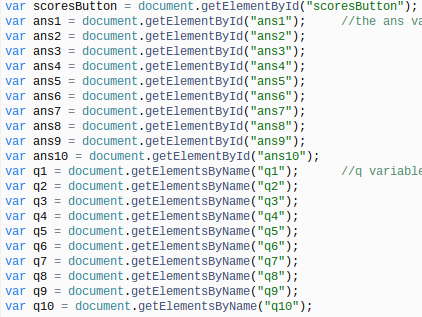 var scoresButton = document.getElementById("scoresButton");
var ans1 = document.getElementById("ans1"); //the ans
var ans2 = document.getElementById("ans2");
var ans3 = document.getElementById("ans3");
var ans4 = document.getElementById("ans4");
var ans5 = document.getElementById("ans5");
var ans6 = document.getElementById("ans6");
var ans7 = document.getElementById("ans7");
var ans8 = document.getElementById("ans8");
var ans9 = document.getElementById("ans9");
var ans10 = document.getElementById("ans10");
var q1 = document.getElementsByName("q1"); //q variable
var q2 = document.getElementsByName("q2");
var q3 = document.getElementsByName("q3");
var q4 = document.getElementsByName("q4");
var q5 = document.getElementsByName("q5");
var q6 = document.getElementsByName("q6");
var q7 = document.getElementsByName("q7");
var q8 = document.getElementsByName("q8");
var q9 = document.getElementsByName("q9");
var q10 = document.getElementsByName("q10");